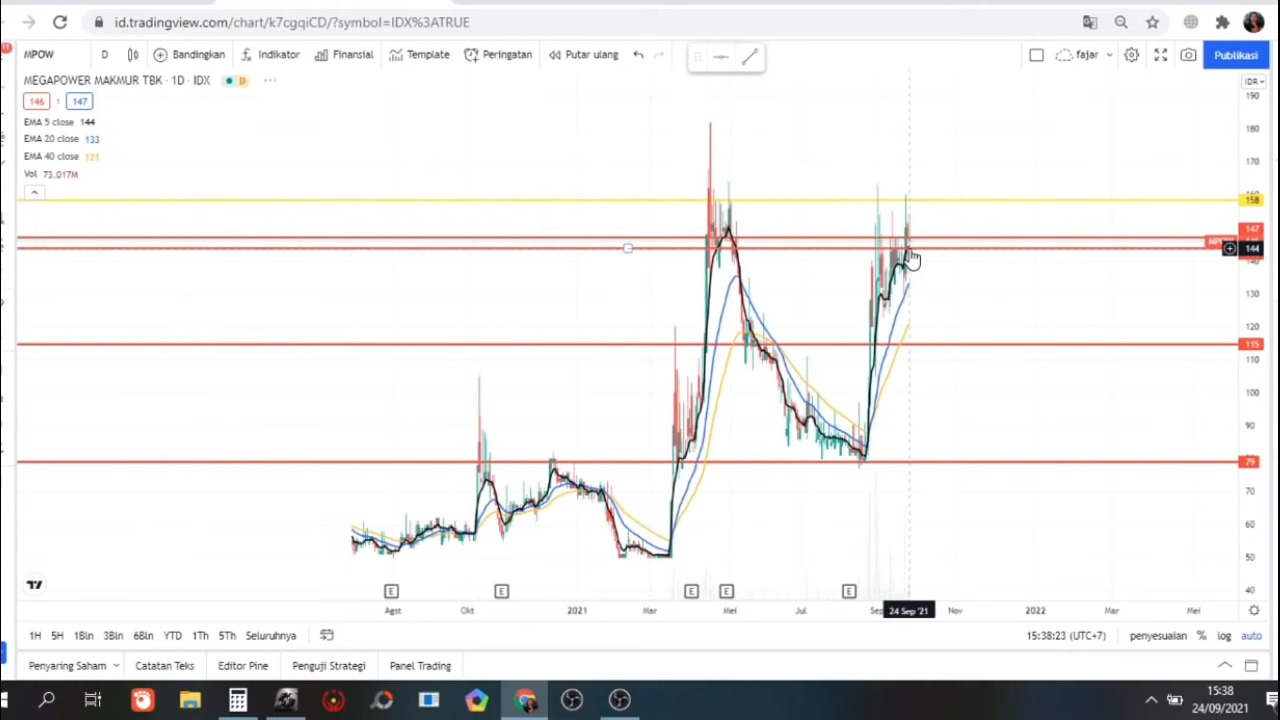 id.tradingview.com/chart/k7cgqiCD/?symbol=IDX%3ATRUE
11
MPOW D Bandingkan Indikator Finansial Template Peringatan Putar ulang fajar Publikasi
MEGAPOWER MAKMUR TBK · 1D · IDX D
IDR
146 1 147
EMA 5 close 144
EMA 20 close 133
EMA 40 close 121
Vol 73.017M
190
180
170
158
147
MPOW
144
130
120
115
110
100
90
79
70
60
50
40
E E E E E
Agst Okt 2021 Mar Mei Jul Sep 24 Sep '21 Nov 2022 Mar Mei
1H 5H 1Bln 3Bln 6Bln YTD 1Th 5Th Seluruhnya 15:38:23 (UTC+7) penyesuaian % log auto
Penyaring Saham Catatan Teks Editor Pine Penguji Strategi Panel Trading
15:38
24/09/2021